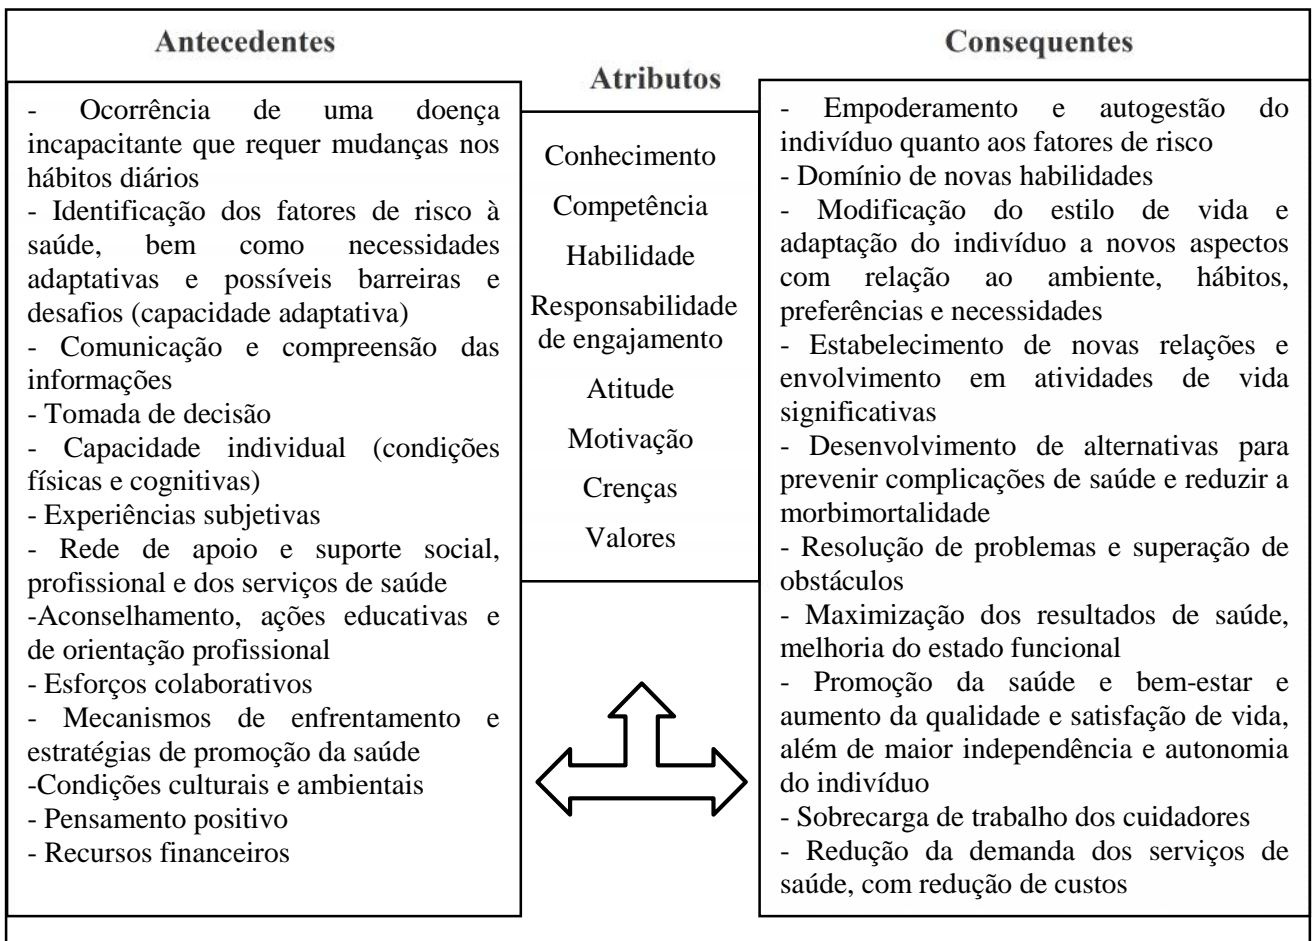 Antecedentes
- Ocorrência de uma doença
incapacitante que requer mudanças nos
hábitos diários
- Identificação dos fatores de risco à
saúde, bem como necessidades
adaptativas e possíveis barreiras e
desafios (capacidade adaptativa)
- Comunicação e compreensão das
informações
- Tomada de decisão
- Capacidade individual (condições
físicas e cognitivas)
- Experiências subjetivas
- Rede de apoio e suporte social,
profissional e dos serviços de saúde
-Aconselhamento, ações educativas e
de orientação profissional
- Esforços colaborativos
- Mecanismos de enfrentamento e
estratégias de promoção da saúde
-Condições culturais e ambientais
- Pensamento positivo
- Recursos financeiros
Atributos
Conhecimento
Competência
Habilidade
Responsabilidade
de engajamento
Atitude
Motivação
Crenças
Valores
Consequentes
- Empoderamento e autogestão do
indivíduo quanto aos fatores de risco
- Domínio de novas habilidades
- Modificação do estilo de vida e
adaptação do indivíduo a novos aspectos
com relação ao ambiente, hábitos,
preferências e necessidades
- Estabelecimento de novas relações e
envolvimento em atividades de vida
significativas
- Desenvolvimento de alternativas para
prevenir complicações de saúde e reduzir a
morbimortalidade
- Resolução de problemas e superação de
obstáculos
- Maximização dos resultados de saúde,
melhoria do estado funcional
- Promoção da saúde e bem-estar e
aumento da qualidade e satisfação de vida,
além de maior independência e autonomia
do indivíduo
- Sobrecarga de trabalho dos cuidadores
- Redução da demanda dos serviços de
saúde, com redução de custos